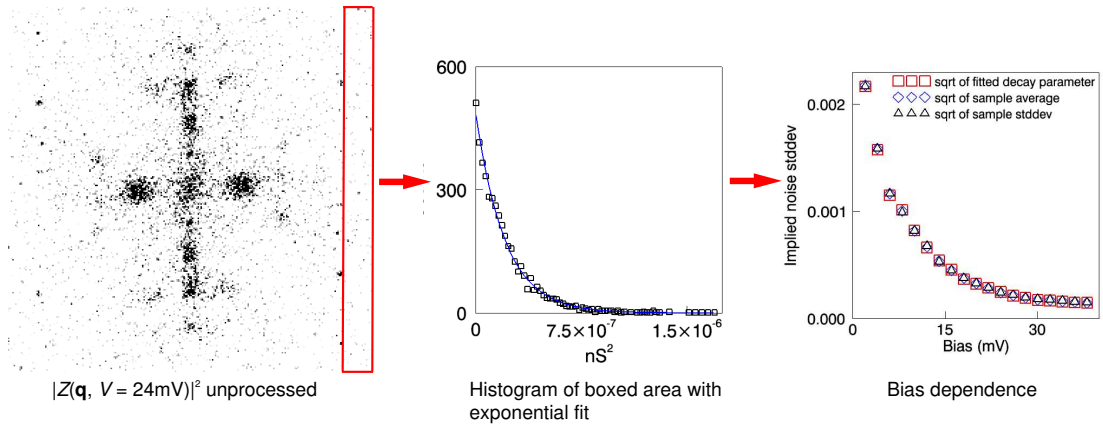 |Z(q, V = 24mV)|² unprocessed
600
300
0
0
7.5×10⁻⁷
1.5×10⁻⁶
nS²
Histogram of boxed area with
exponential fit
Implied noise stddev
0.002
0.001
0.000
sqrt of fitted decay parameter
sqrt of sample average
sqrt of sample stddev
0
15
30
Bias (mV)
Bias dependence